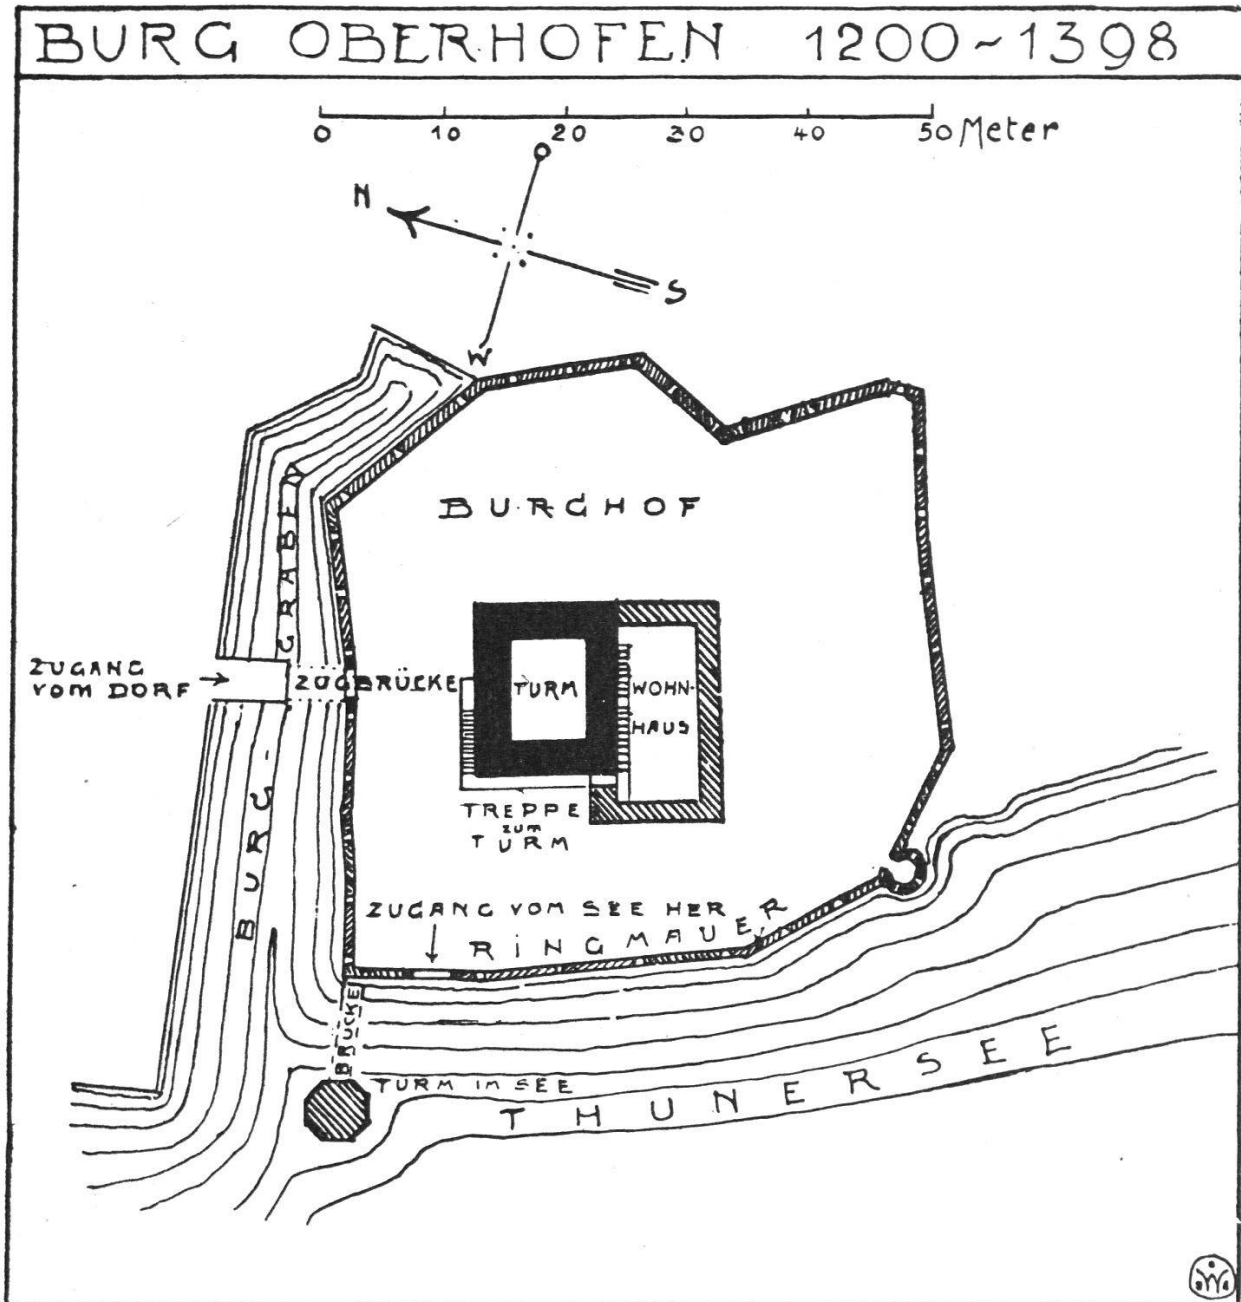 BURG OBERHOFEN 1200~1398
0 10 20 30 40 50 Meter
O
N
S
W
BURGHOF
BURG-GRABEN
ZUGANG
VOM DORF
ZUGBRÜCKE
TURM
WOHN-
HAUS
TREPPE
ZUM
TURM
ZUGANG VOM SEE HER
RINGMAUER
BRÜCKE
TURM IM SEE
THUNERSEE